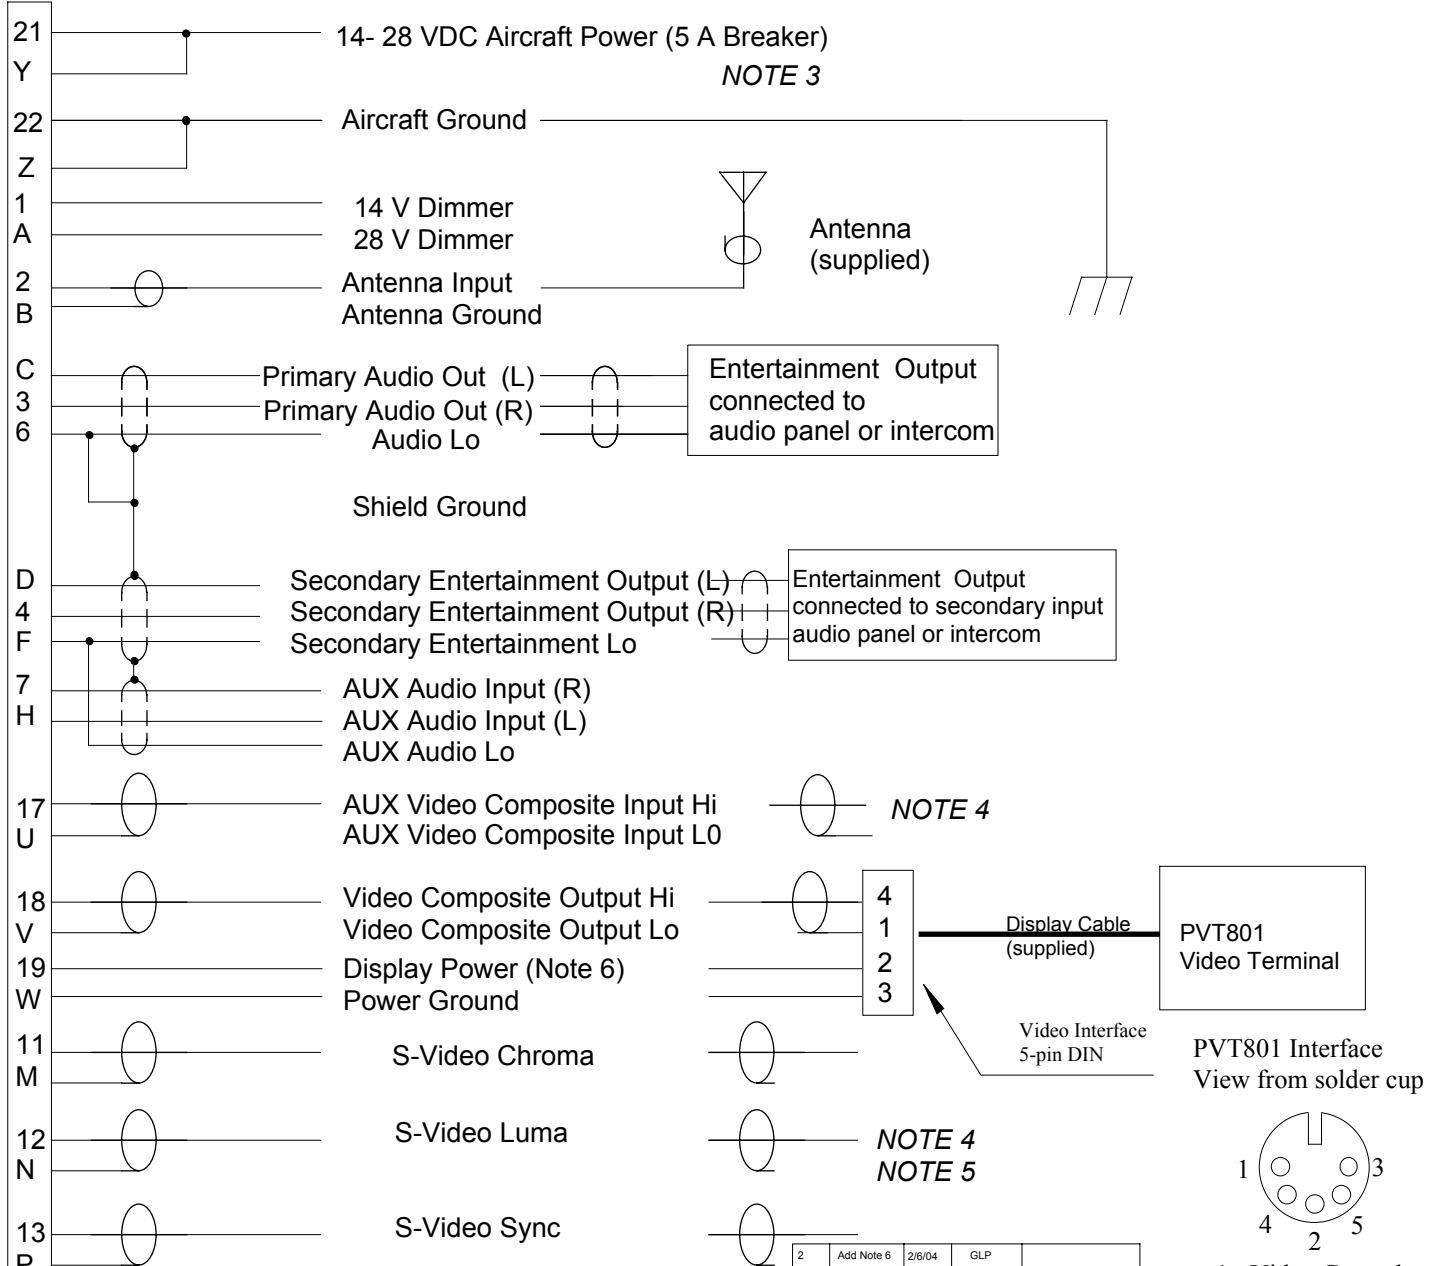 21 14- 28 VDC Aircraft Power (5 A Breaker)
Y NOTE 3
22 Aircraft Ground
Z
1 14 V Dimmer
A 28 V Dimmer
Antenna
(supplied)
2 Antenna Input
B Antenna Ground
C Primary Audio Out (L)
3 Primary Audio Out (R)
6 Audio Lo
Entertainment Output
connected to
audio panel or intercom
Shield Ground
D Secondary Entertainment Output (L)
4 Secondary Entertainment Output (R)
F Secondary Entertainment Lo
Entertainment Output
connected to secondary input
audio panel or intercom
7 AUX Audio Input (R)
H AUX Audio Input (L)
AUX Audio Lo
17 AUX Video Composite Input Hi NOTE 4
U AUX Video Composite Input L0
18 Video Composite Output Hi 4
V Video Composite Output Lo 1
19 Display Power (Note 6) 2
W Power Ground 3
Display Cable
(supplied)
PVT801
Video Terminal
Video Interface
5-pin DIN
PVT801 Interface
View from solder cup
11 S-Video Chroma
M
12 S-Video Luma NOTE 4
N NOTE 5
1 3
4 5
2
13 S-Video Sync
2 Add Note 6 2/6/04 GLP